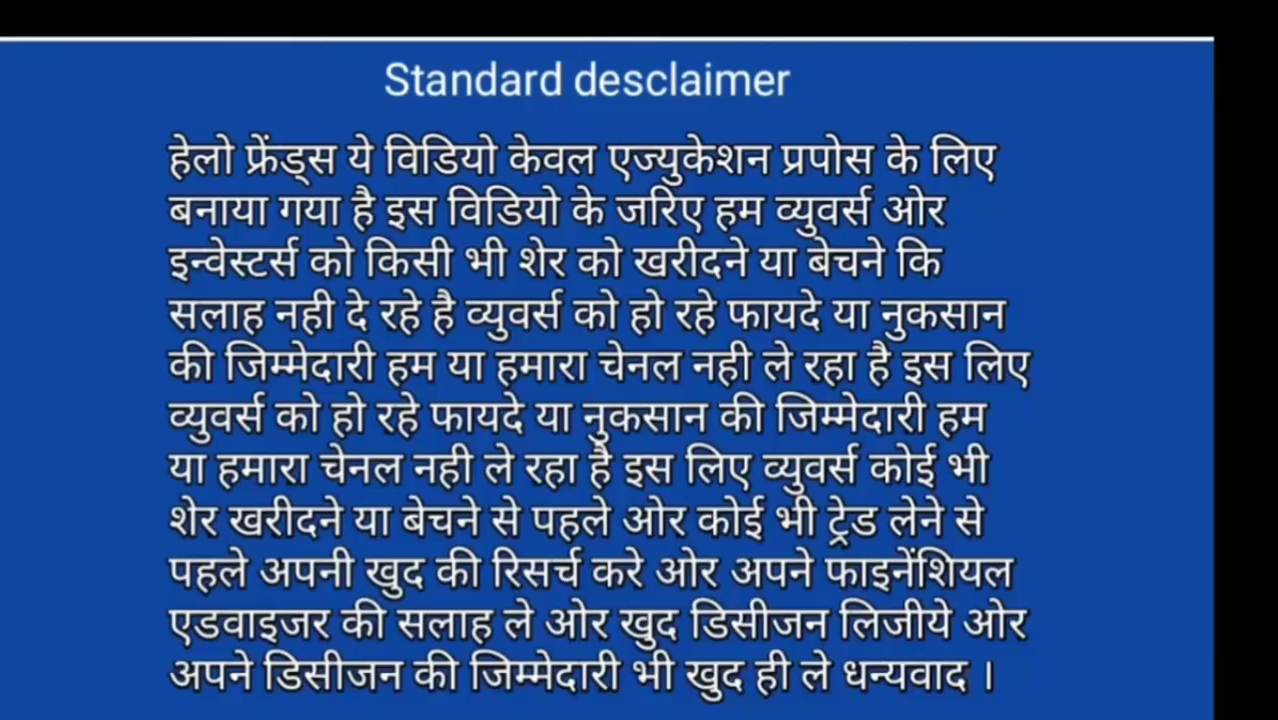 Standard desclaimer
हेलो फ्रेंड्स ये विडियो केवल एज्युकेशन प्रपोस के लिए
बनाया गया है इस विडियो के जरिए हम व्युवर्स ओर
इन्वेस्टर्स को किसी भी शेर को खरीदने या बेचने कि
सलाह नही दे रहे है व्युवर्स को हो रहे फायदे या नुकसान
की जिम्मेदारी हम या हमारा चेनल नही ले रहा है इस लिए
व्युवर्स को हो रहे फायदे या नुकसान की जिम्मेदारी हम
या हमारा चेनल नही ले रहा है इस लिए व्युवर्स कोई भी
शेर खरीदने या बेचने से पहले ओर कोई भी ट्रेड लेने से
पहले अपनी खुद की रिसर्च करे ओर अपने फाइनेंशियल
एडवाइजर की सलाह ले ओर खुद डिसीजन लिजीये ओर
अपने डिसीजन की जिम्मेदारी भी खुद ही ले धन्यवाद ।